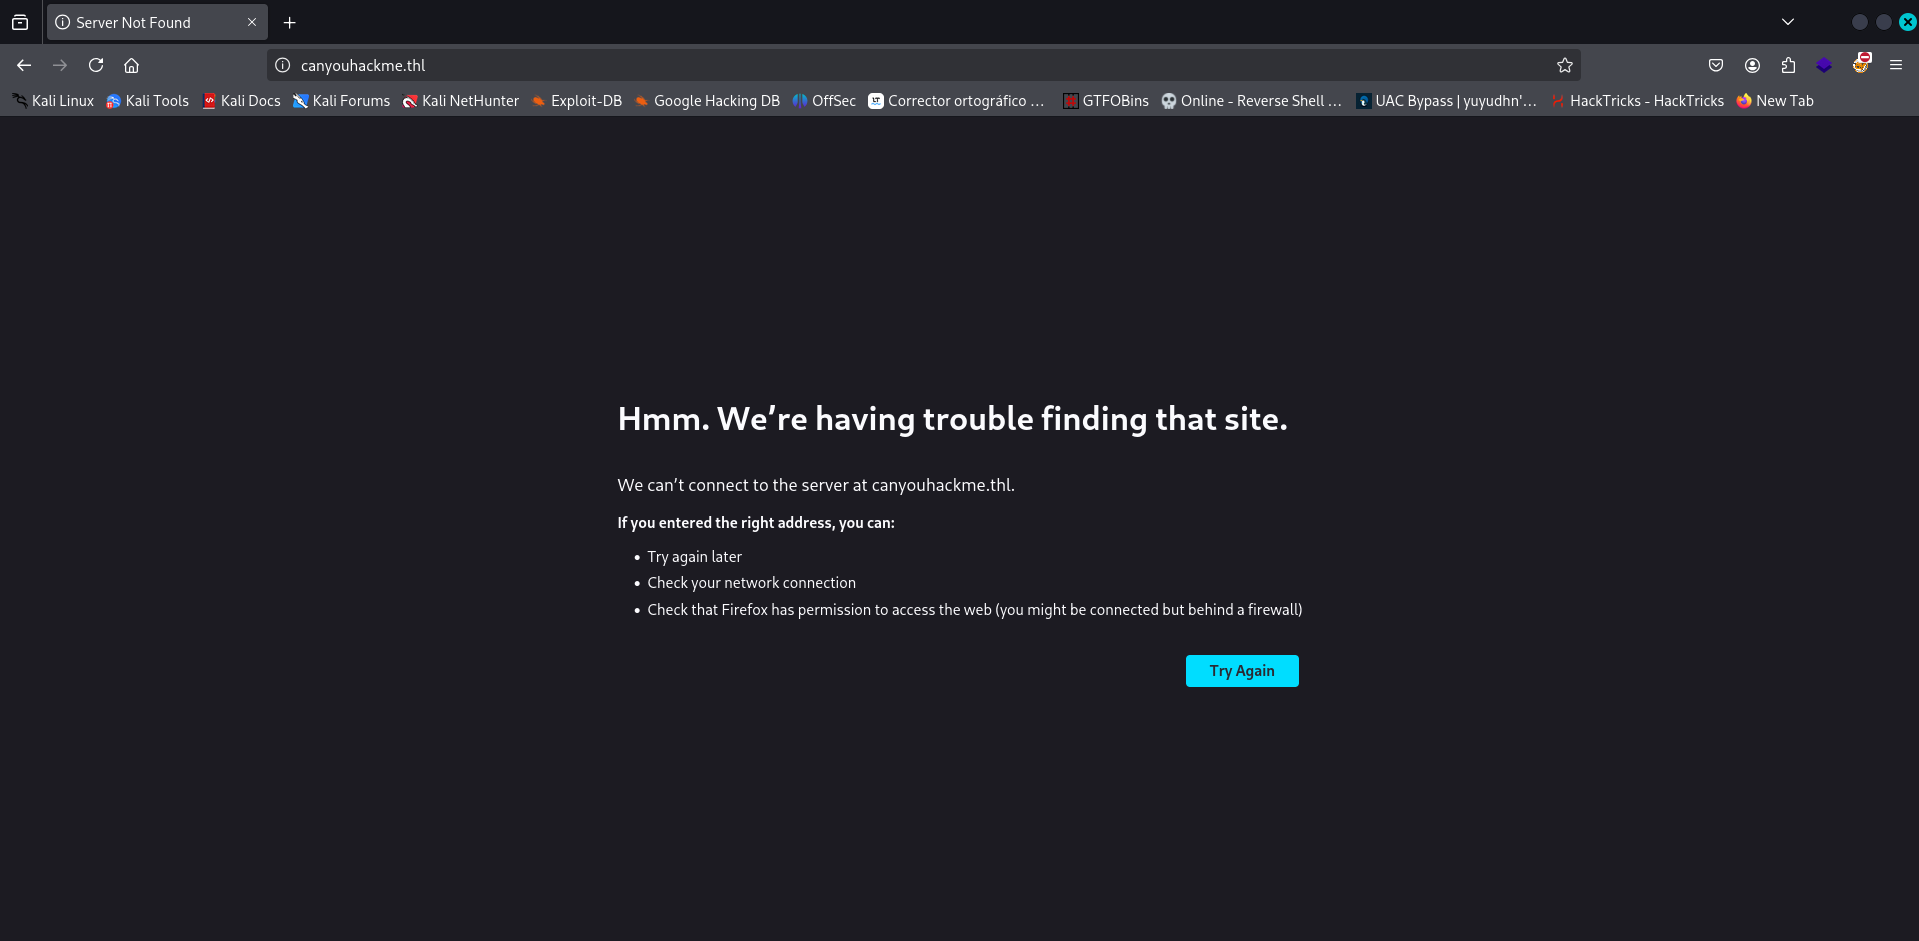 Server Not Found
canyouhackme.thl
Kali Linux Kali Tools Kali Docs Kali Forums Kali NetHunter Exploit-DB Google Hacking DB OffSec Corrector ortográfico … GTFOBins Online - Reverse Shell … UAC Bypass | yuyudhn'… HackTricks - HackTricks New Tab
Hmm. We’re having trouble finding that site.
We can’t connect to the server at canyouhackme.thl.
If you entered the right address, you can:
• Try again later
• Check your network connection
• Check that Firefox has permission to access the web (you might be connected but behind a firewall)
Try Again